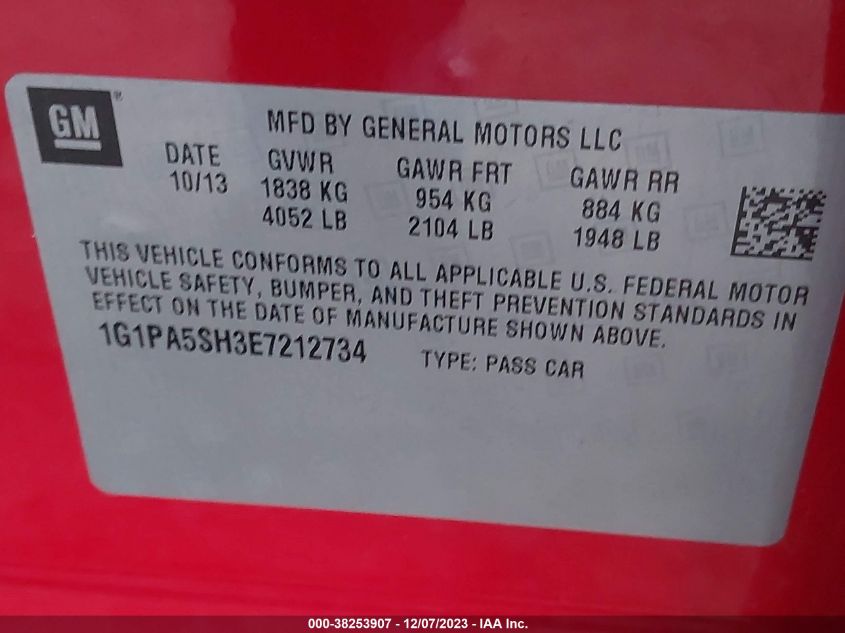 GM®
MFD BY GENERAL MOTORS LLC
DATE GVWR GAWR FRT GAWR RR
10/13 1838 KG 954 KG 884 KG
4052 LB 2104 LB 1948 LB
THIS VEHICLE CONFORMS TO ALL APPLICABLE U.S. FEDERAL MOTOR
VEHICLE SAFETY, BUMPER, AND THEFT PREVENTION STANDARDS IN
EFFECT ON THE DATE OF MANUFACTURE SHOWN ABOVE.
1G1PA5SH3E7212734 TYPE: PASS CAR
000-38253907 - 12/07/2023 - IAA Inc.